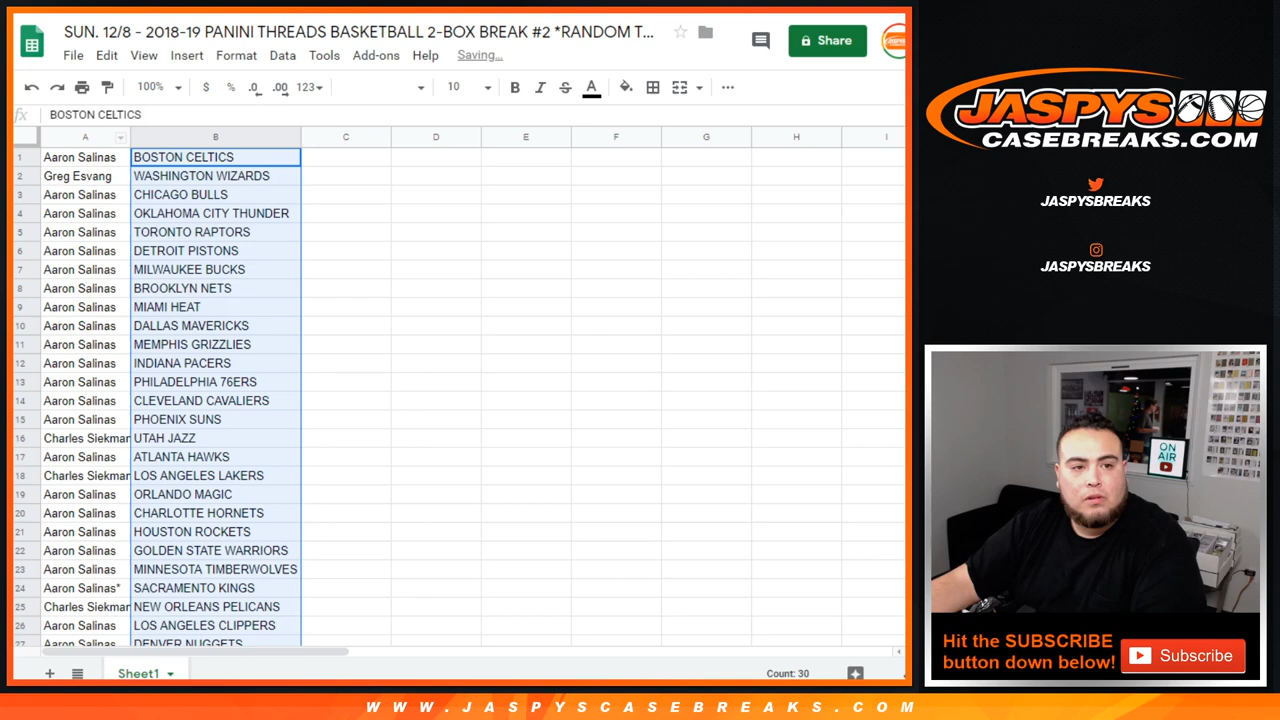 SUN. 12/8 - 2018-19 PANINI THREADS BASKETBALL 2-BOX BREAK #2 *RANDOM T...
Share
File Edit View Insert Format Data Tools Add-ons Help Saving...
100% $ % .0 .00 123 10 B I S A
fx BOSTON CELTICS
A B C D E F G H I
1 Aaron Salinas BOSTON CELTICS
2 Greg Esvang WASHINGTON WIZARDS
3 Aaron Salinas CHICAGO BULLS
4 Aaron Salinas OKLAHOMA CITY THUNDER
5 Aaron Salinas TORONTO RAPTORS
6 Aaron Salinas DETROIT PISTONS
7 Aaron Salinas MILWAUKEE BUCKS
8 Aaron Salinas BROOKLYN NETS
9 Aaron Salinas MIAMI HEAT
10 Aaron Salinas DALLAS MAVERICKS
11 Aaron Salinas MEMPHIS GRIZZLIES
12 Aaron Salinas INDIANA PACERS
13 Aaron Salinas PHILADELPHIA 76ERS
14 Aaron Salinas CLEVELAND CAVALIERS
15 Aaron Salinas PHOENIX SUNS
16 Charles Siekman UTAH JAZZ
17 Aaron Salinas ATLANTA HAWKS
18 Charles Siekman LOS ANGELES LAKERS
19 Aaron Salinas ORLANDO MAGIC
20 Aaron Salinas CHARLOTTE HORNETS
21 Aaron Salinas HOUSTON ROCKETS
22 Aaron Salinas GOLDEN STATE WARRIORS
23 Aaron Salinas MINNESOTA TIMBERWOLVES
24 Aaron Salinas* SACRAMENTO KINGS
25 Charles Siekman NEW ORLEANS PELICANS
26 Aaron Salinas LOS ANGELES CLIPPERS
27 Aaron Salinas DENVER NUGGETS
Sheet1
Count: 30
JASPYS
CASEBREAKS.COM
JASPYSBREAKS
JASPYSBREAKS
ON
AIR
Hit the SUBSCRIBE
button down below!
Subscribe
WWW.JASPYSCASEBREAKS.COM